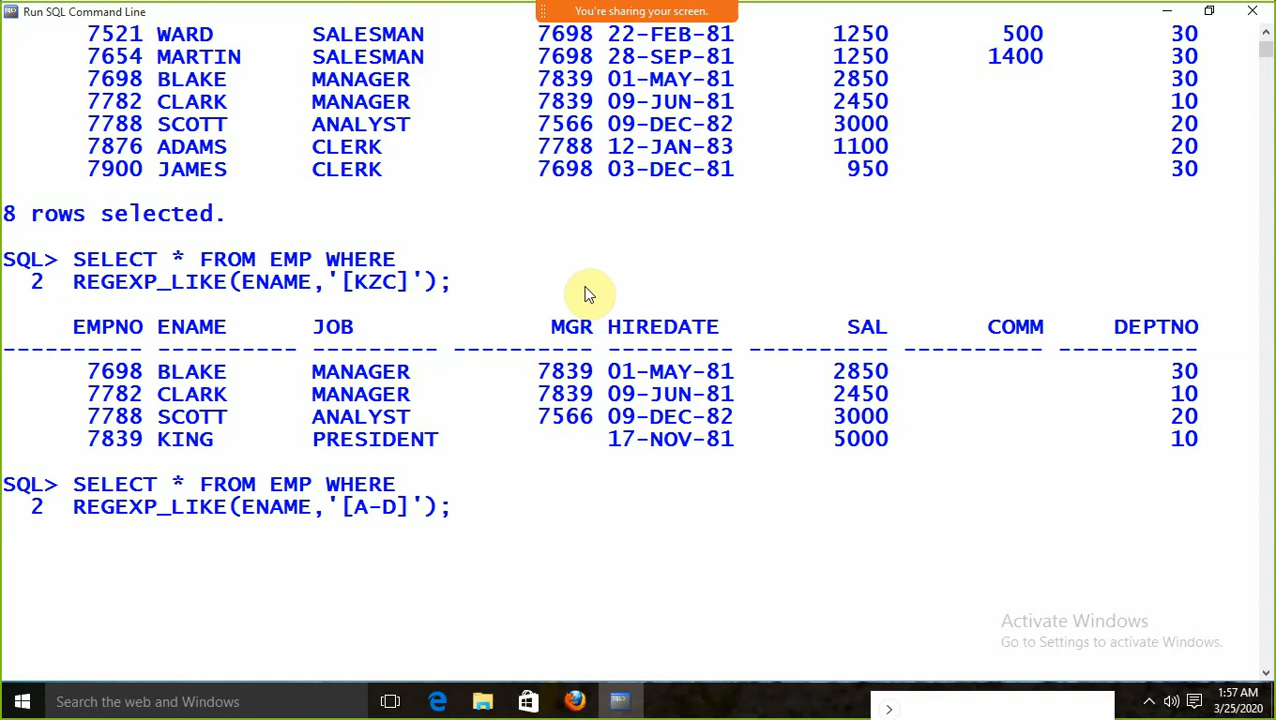 Run SQL Command Line
You're sharing your screen.
7521 WARD SALESMAN 7698 22-FEB-81 1250 500 30
7654 MARTIN SALESMAN 7698 28-SEP-81 1250 1400 30
7698 BLAKE MANAGER 7839 01-MAY-81 2850 30
7782 CLARK MANAGER 7839 09-JUN-81 2450 10
7788 SCOTT ANALYST 7566 09-DEC-82 3000 20
7876 ADAMS CLERK 7788 12-JAN-83 1100 20
7900 JAMES CLERK 7698 03-DEC-81 950 30
8 rows selected.
SQL> SELECT * FROM EMP WHERE
2 REGEXP_LIKE(ENAME,'[KZC]');
EMPNO ENAME JOB MGR HIREDATE SAL COMM DEPTNO
---------- ---------- --------- ---------- --------- ---------- ---------- ----------
7698 BLAKE MANAGER 7839 01-MAY-81 2850 30
7782 CLARK MANAGER 7839 09-JUN-81 2450 10
7788 SCOTT ANALYST 7566 09-DEC-82 3000 20
7839 KING PRESIDENT 17-NOV-81 5000 10
SQL> SELECT * FROM EMP WHERE
2 REGEXP_LIKE(ENAME,'[A-D]');
Activate Windows
Go to Settings to activate Windows.
Search the web and Windows
1:57 AM
3/25/2020